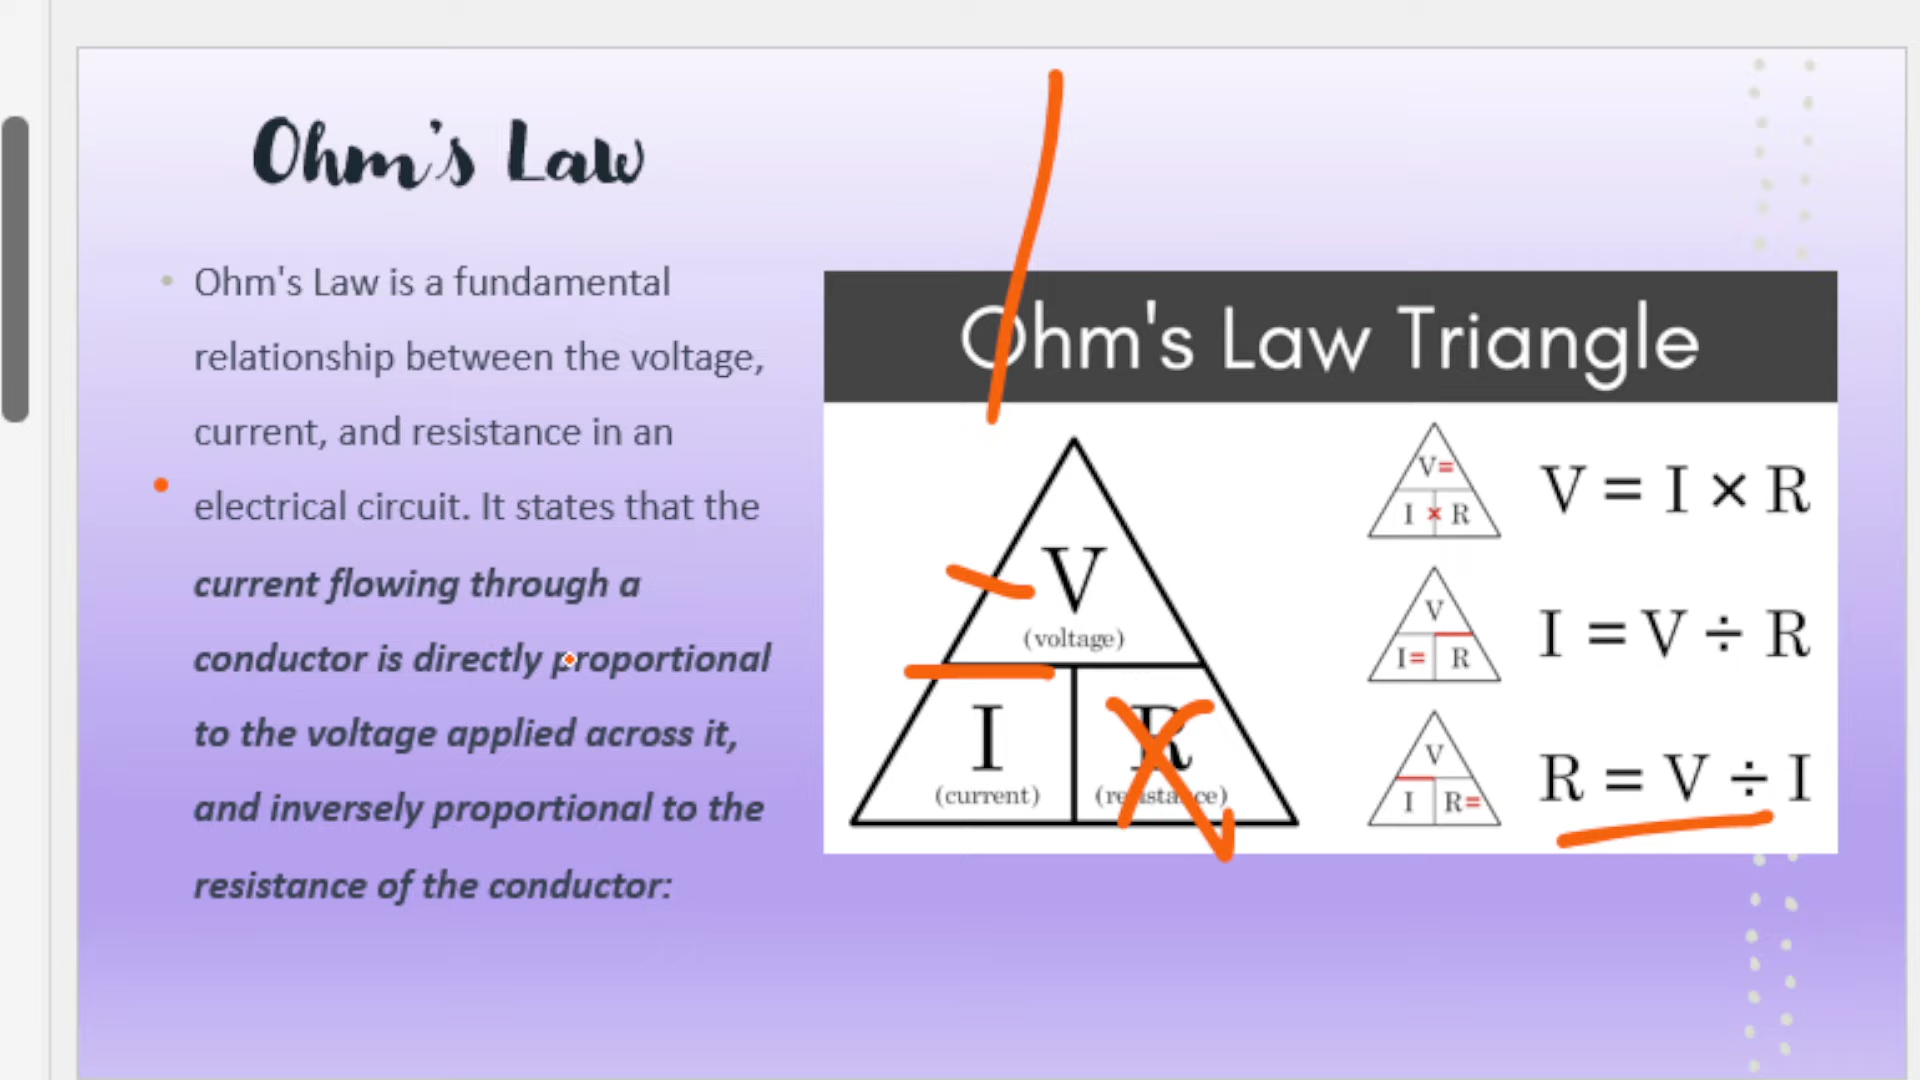 Ohm's Law
Ohm's Law is a fundamental
relationship between the voltage,
current, and resistance in an
electrical circuit. It states that the
current flowing through a
conductor is directly proportional
to the voltage applied across it,
and inversely proportional to the
resistance of the conductor:
Ohm's Law Triangle
V
(voltage)
I
(current)
R
(resistance)
V=
I × R
V = I × R
V
I= R
I = V ÷ R
V
I R=
R = V ÷ I